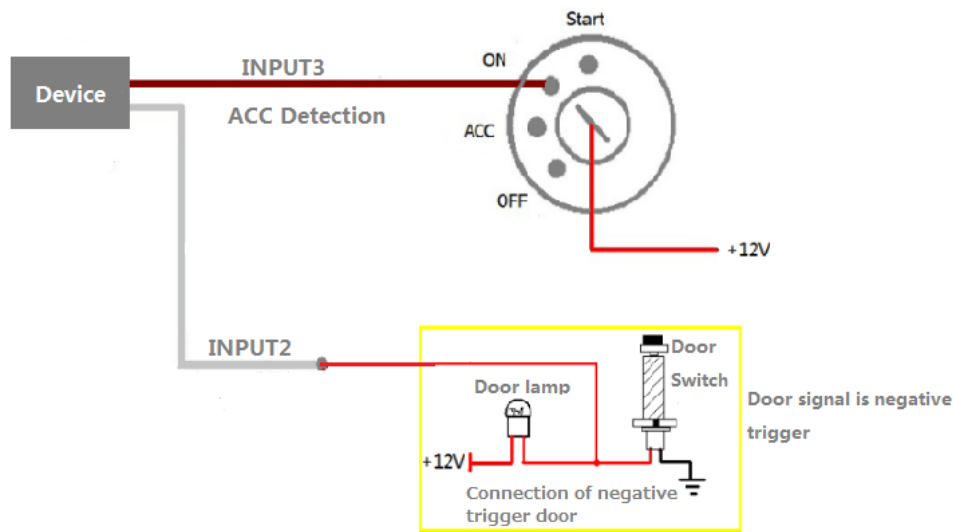 Start
ON
INPUT3
Device
ACC Detection
ACC
OFF
+12V
INPUT2
Door
Switch
Door lamp
Door signal is negative
trigger
+12V
Connection of negative
trigger door